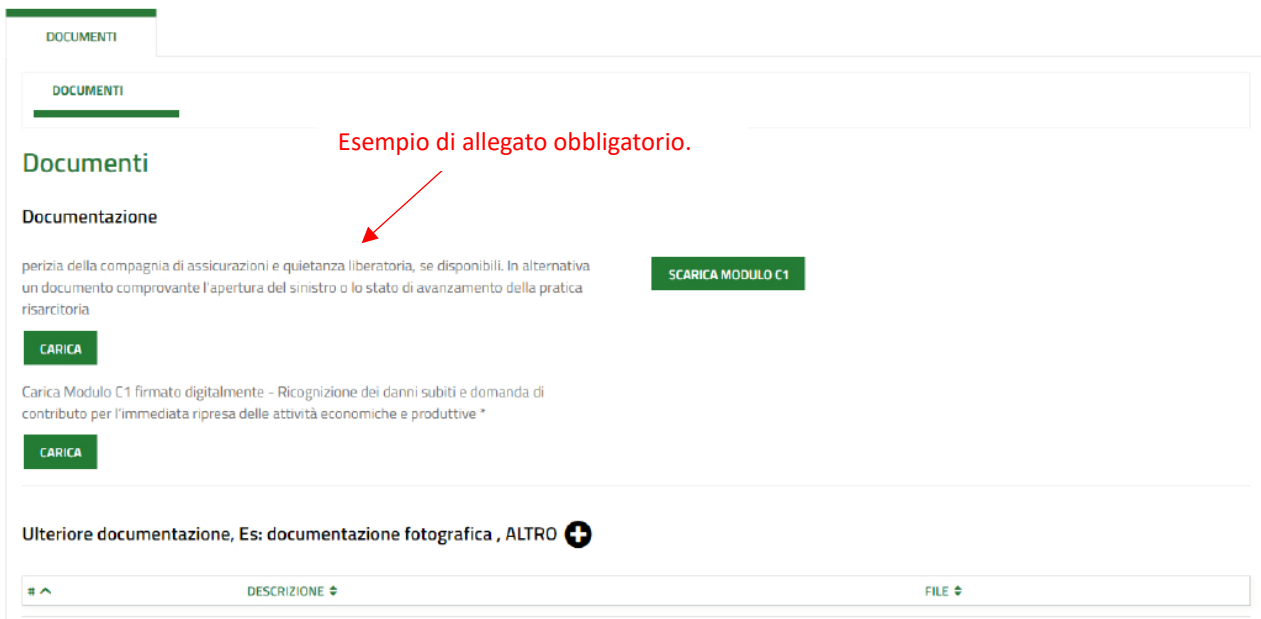 DOCUMENTI
DOCUMENTI
Esempio di allegato obbligatorio.
Documenti
Documentazione
perizia della compagnia di assicurazioni e quietanza liberatoria, se disponibili. In alternativa
un documento comprovante l'apertura del sinistro o lo stato di avanzamento della pratica
risarcitoria
SCARICA MODULO C1
CARICA
Carica Modulo C1 firmato digitalmente - Ricognizione dei danni subiti e domanda di
contributo per l'immediata ripresa delle attività economiche e produttive *
CARICA
Ulteriore documentazione, Es: documentazione fotografica , ALTRO
# DESCRIZIONE FILE